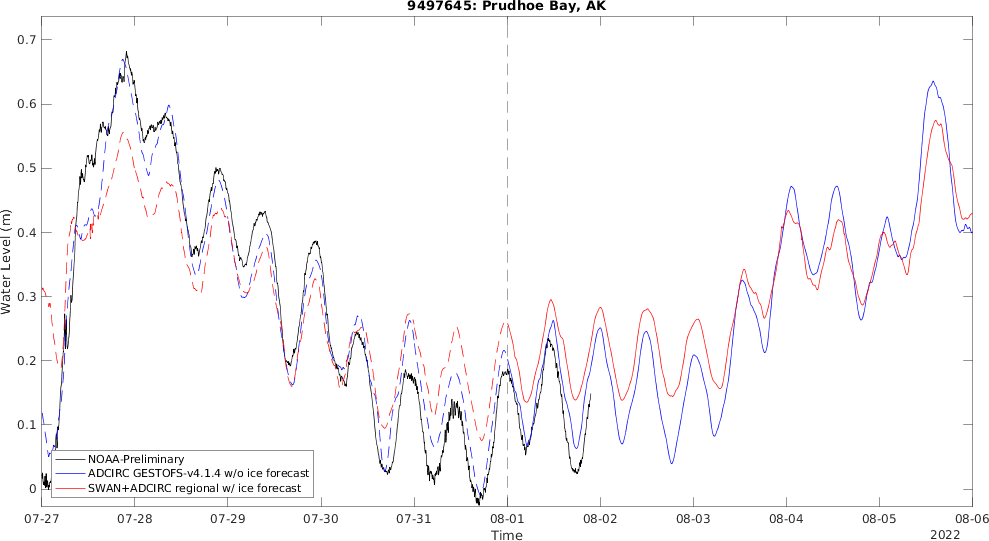 9497645: Prudhoe Bay, AK
0.7
0.6
0.5
0.4
0.3
0.2
0.1
0
Water Level (m)
NOAA-Preliminary
ADCIRC GESTOFS-v4.1.4 w/o ice forecast
SWAN+ADCIRC regional w/ ice forecast
07-27 07-28 07-29 07-30 07-31 08-01 08-02 08-03 08-04 08-05 08-06
Time
2022